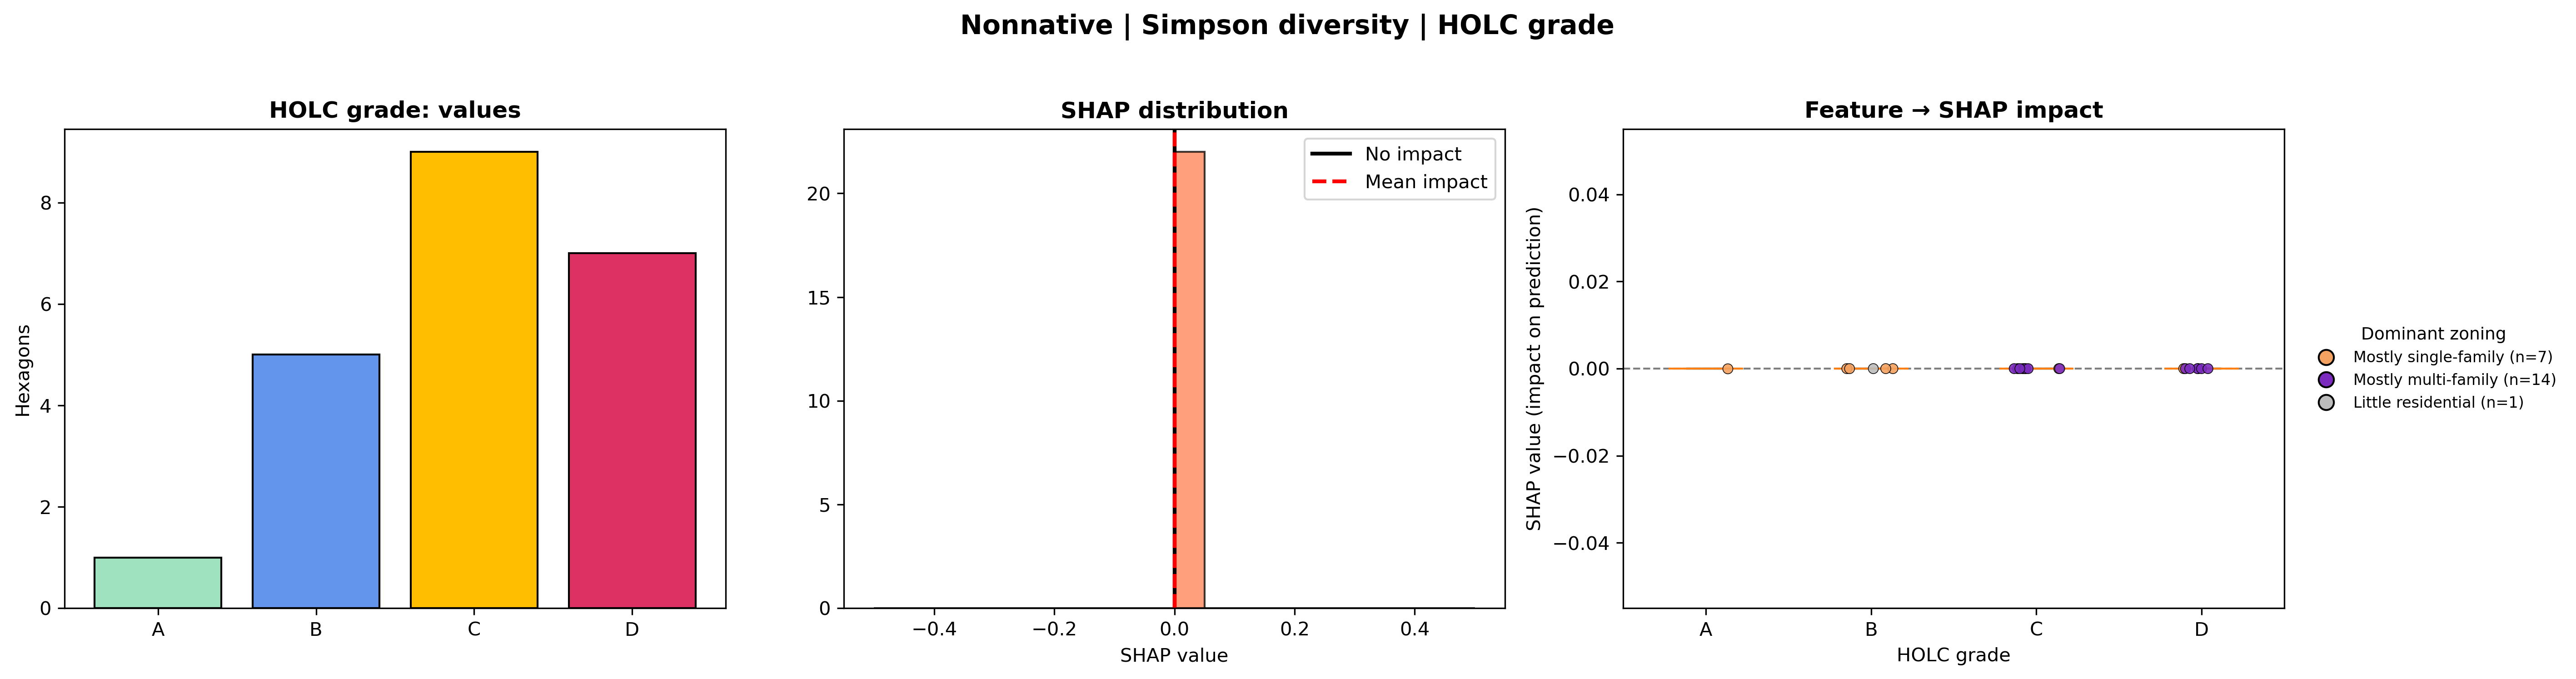 Nonnative | Simpson diversity | HOLC grade
HOLC grade: values
Hexagons
8
6
4
2
0
A
B
C
D
SHAP distribution
No impact
Mean impact
20
15
10
5
0
−0.4
−0.2
0.0
0.2
0.4
SHAP value
Feature → SHAP impact
SHAP value (impact on prediction)
0.04
0.02
0.00
−0.02
−0.04
A
B
C
D
HOLC grade
Dominant zoning
Mostly single-family (n=7)
Mostly multi-family (n=14)
Little residential (n=1)